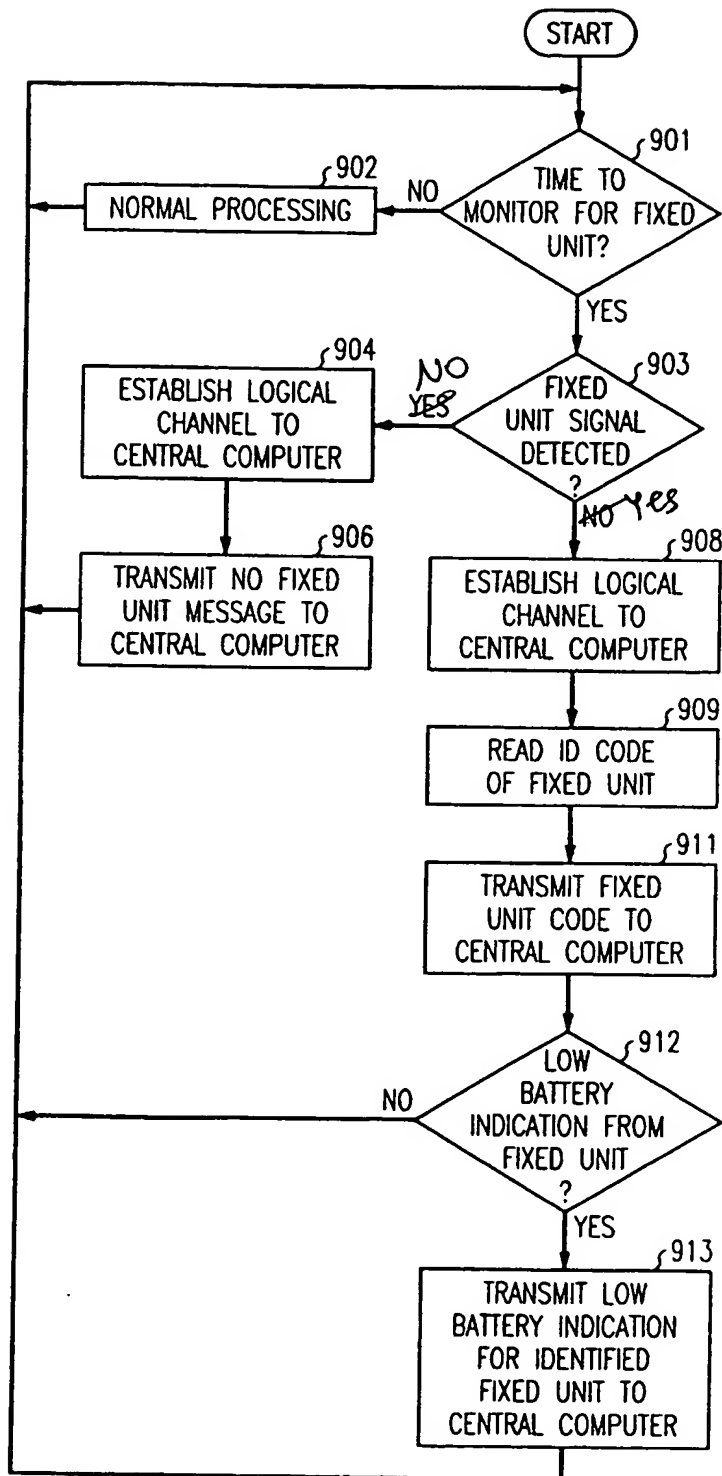 START
901
TIME TO
MONITOR FOR FIXED
UNIT?
NO
902
NORMAL PROCESSING
YES
903
FIXED
UNIT SIGNAL
DETECTED
?
NO
YES
904
ESTABLISH LOGICAL
CHANNEL TO
CENTRAL COMPUTER
906
TRANSMIT NO FIXED
UNIT MESSAGE TO
CENTRAL COMPUTER
NO yes
908
ESTABLISH LOGICAL
CHANNEL TO
CENTRAL COMPUTER
909
READ ID CODE
OF FIXED UNIT
911
TRANSMIT FIXED
UNIT CODE TO
CENTRAL COMPUTER
912
LOW
BATTERY
INDICATION FROM
FIXED UNIT
?
NO
YES
913
TRANSMIT LOW
BATTERY INDICATION
FOR IDENTIFIED
FIXED UNIT TO
CENTRAL COMPUTER